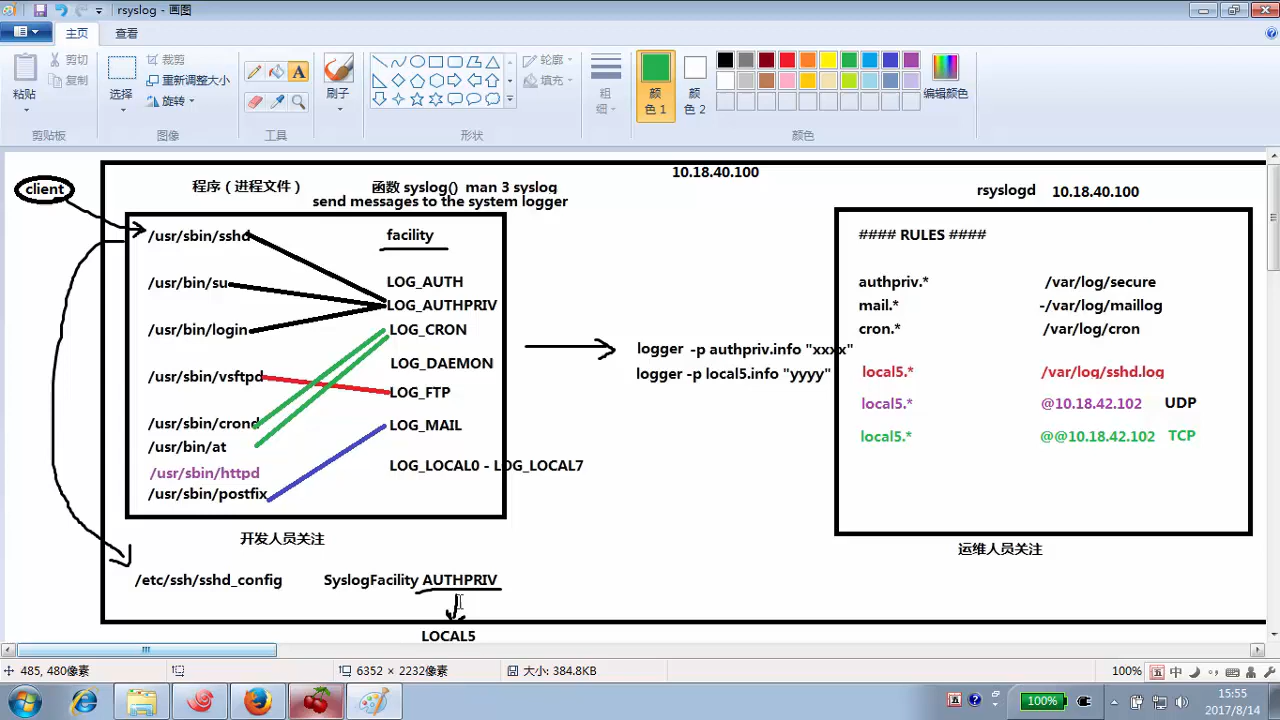 rsyslog - 画图
主页
查看
粘贴
剪切
复制
剪贴板
选择
裁剪
重新调整大小
旋转
图像
A
工具
刷子
轮廓
填充
形状
粗细
颜色 1
颜色 2
编辑颜色
颜色
client
程序（进程文件）
函数 syslog() man 3 syslog
send messages to the system logger
10.18.40.100
rsyslogd 10.18.40.100
/usr/sbin/sshd
/usr/bin/su
/usr/bin/login
/usr/sbin/vsftpd
/usr/sbin/crond
/usr/bin/at
/usr/sbin/httpd
/usr/sbin/postfix
facility
LOG_AUTH
LOG_AUTHPRIV
LOG_CRON
LOG_DAEMON
LOG_FTP
LOG_MAIL
LOG_LOCAL0 - LOG_LOCAL7
开发人员关注
logger -p authpriv.info "xxxx"
logger -p local5.info "yyyy"
#### RULES ####
authpriv.* /var/log/secure
mail.* -/var/log/maillog
cron.* /var/log/cron
local5.* /var/log/sshd.log
local5.* @10.18.42.102 UDP
local5.* @@10.18.42.102 TCP
运维人员关注
/etc/ssh/sshd_config SyslogFacility AUTHPRIV
LOCAL5
485, 480像素
6352 × 2232像素
大小: 384.8KB
100%
五 中
五
100%
15:55
2017/8/14